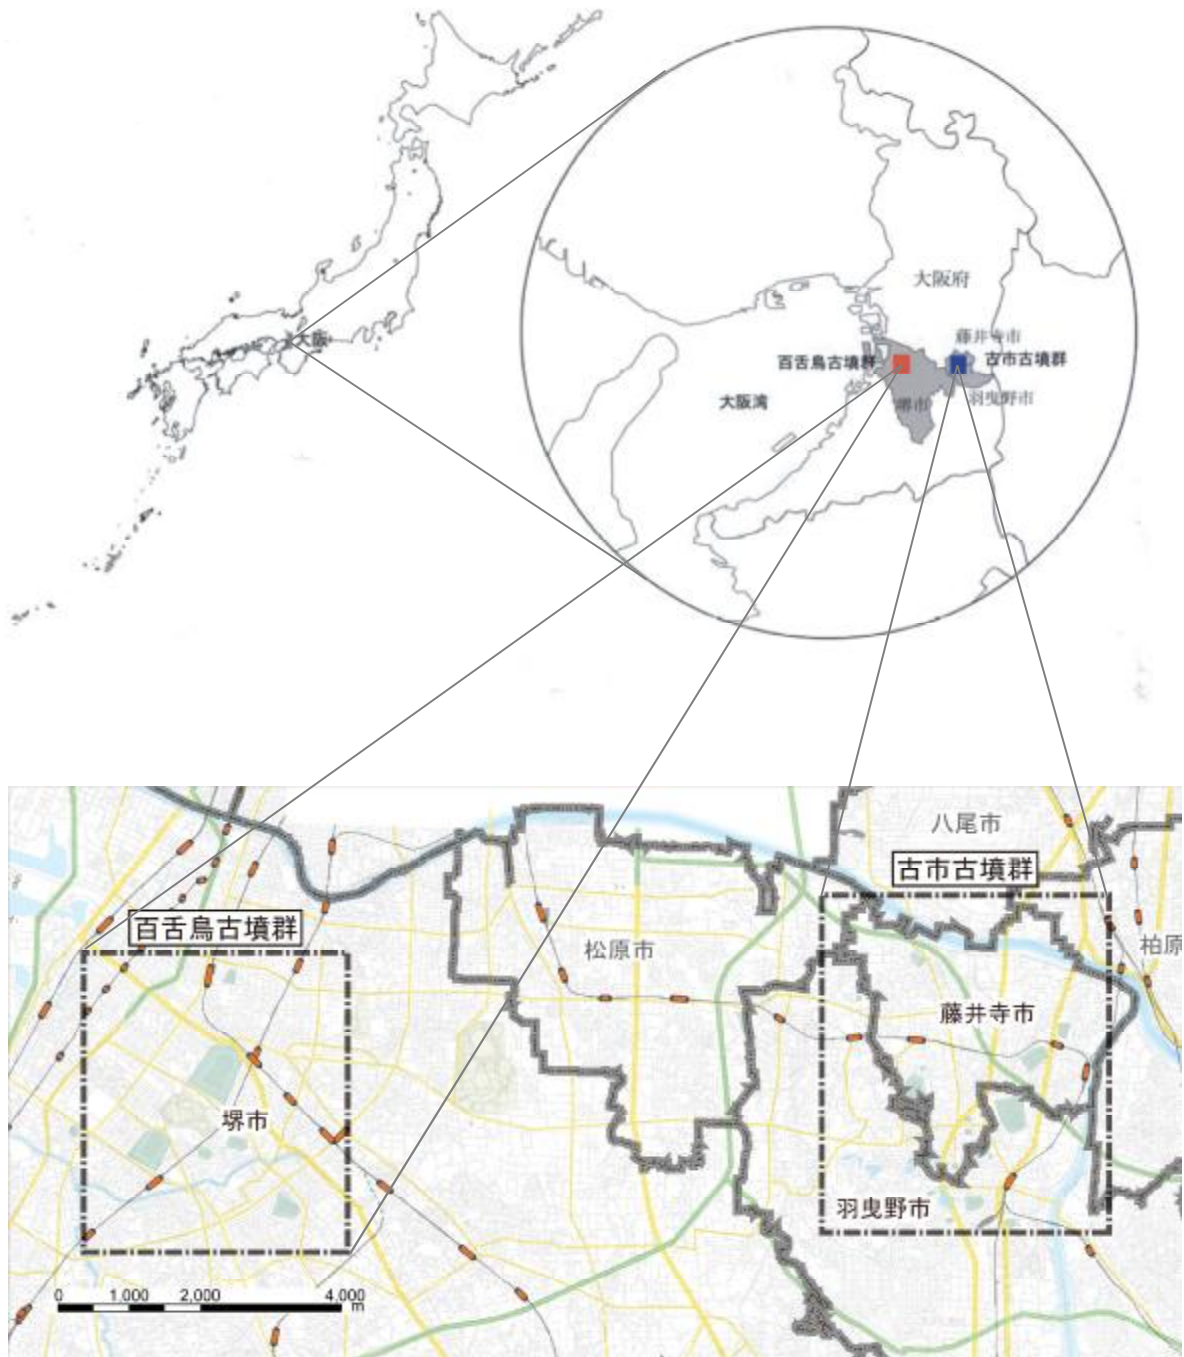 大阪
大阪府
藤井寺市
百舌鳥古墳群
古市古墳群
大阪湾
堺市
羽曳野市
八尾市
古市古墳群
百舌鳥古墳群
松原市
柏原
藤井寺市
堺市
羽曳野市
0 1,000 2,000 4,000
m